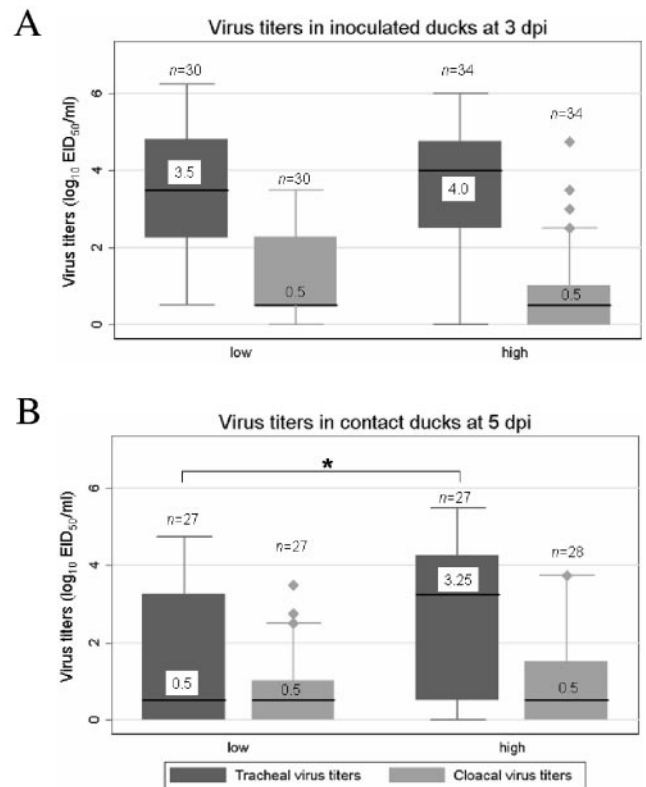 A
Virus titers in inoculated ducks at 3 dpi
Virus titers (log10 EID50/ml)
6
4
2
0
n=30
3.5
n=30
0.5
n=34
4.0
n=34
0.5
low
high
B
Virus titers in contact ducks at 5 dpi
Virus titers (log10 EID50/ml)
6
4
2
0
*
n=27
0.5
n=27
0.5
n=27
3.25
n=28
0.5
low
high
Tracheal virus titers
Cloacal virus titers